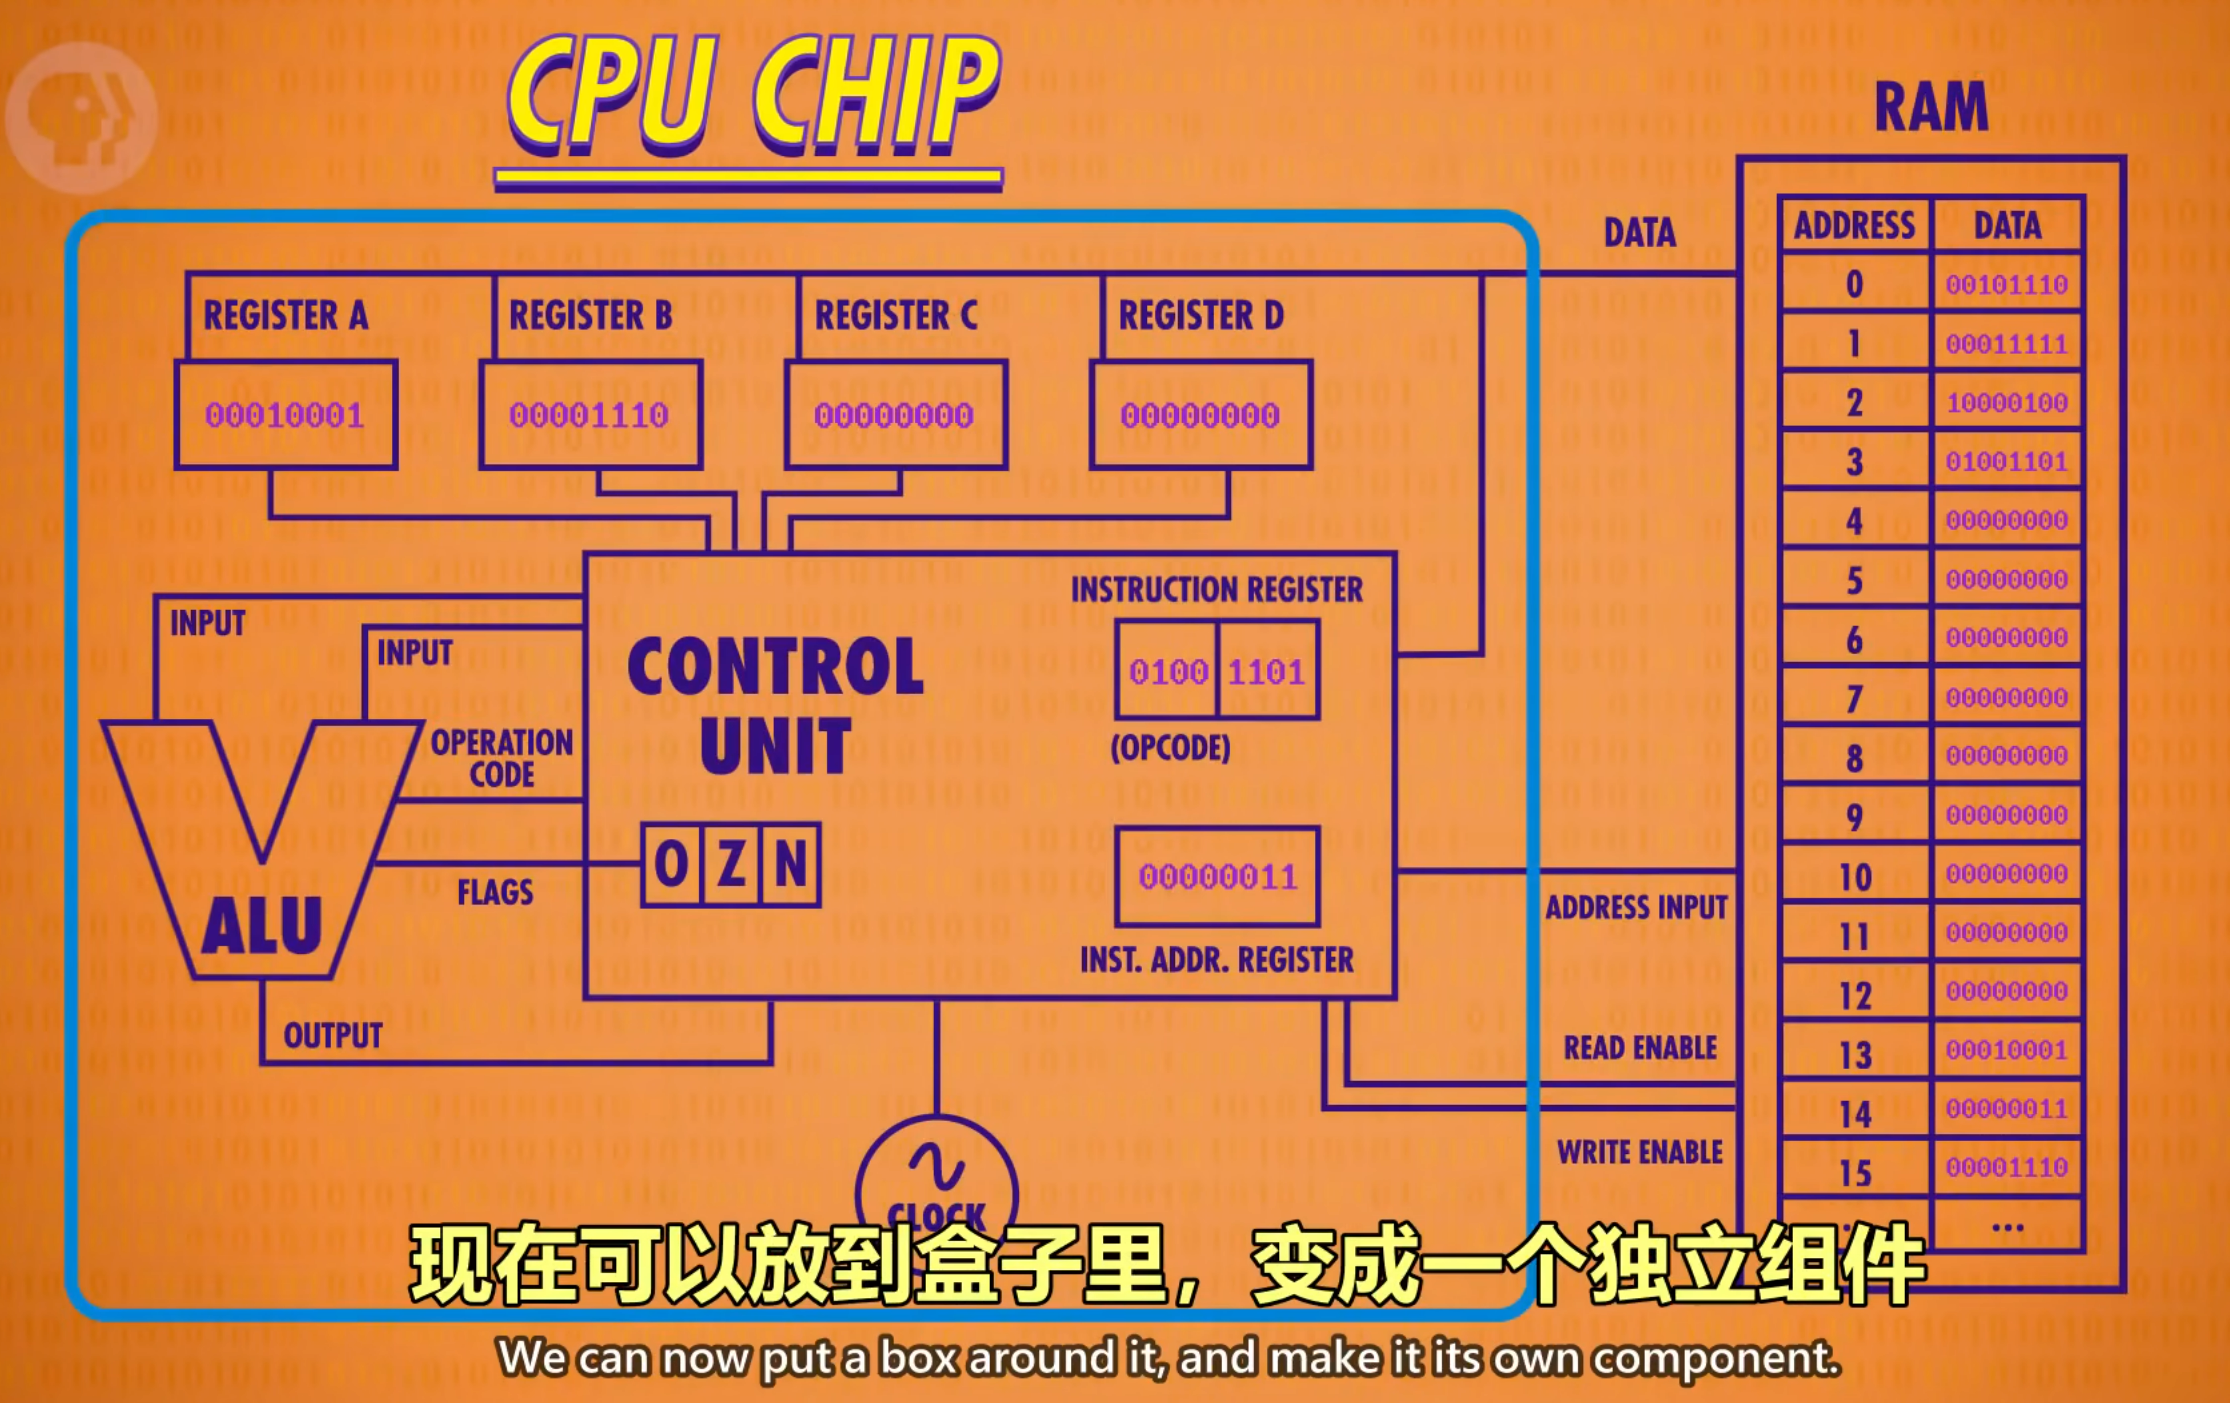 CPU CHIP
RAM
DATA
ADDRESS DATA
0 00101110
1 00011111
2 10000100
3 01001101
4 00000000
5 00000000
6 00000000
7 00000000
8 00000000
9 00000000
10 00000000
11 00000000
12 00000000
13 00010001
14 00000011
15 00001110
...
REGISTER A
00010001
REGISTER B
00001110
REGISTER C
00000000
REGISTER D
00000000
INPUT
INPUT
OPERATION
CODE
FLAGS
ALU
OUTPUT
CONTROL
UNIT
O Z N
INSTRUCTION REGISTER
0100 1101
(OPCODE)
00000011
INST. ADDR. REGISTER
ADDRESS INPUT
READ ENABLE
WRITE ENABLE
CLOCK
现在可以放到盒子里，变成一个独立组件
We can now put a box around it, and make it its own component.